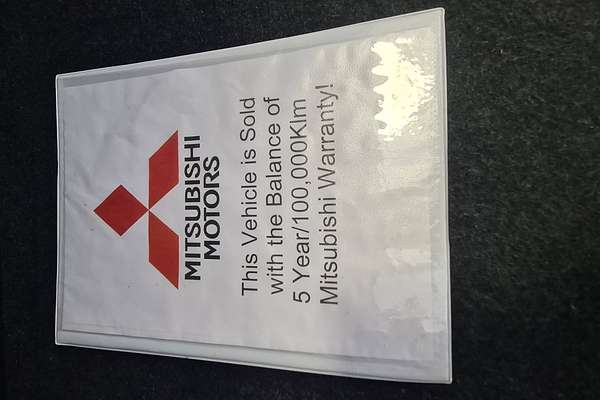 MITSUBISHI
MOTORS
This Vehicle is Sold
with the Balance of
5 Year/100,000Klm
Mitsubishi Warranty!